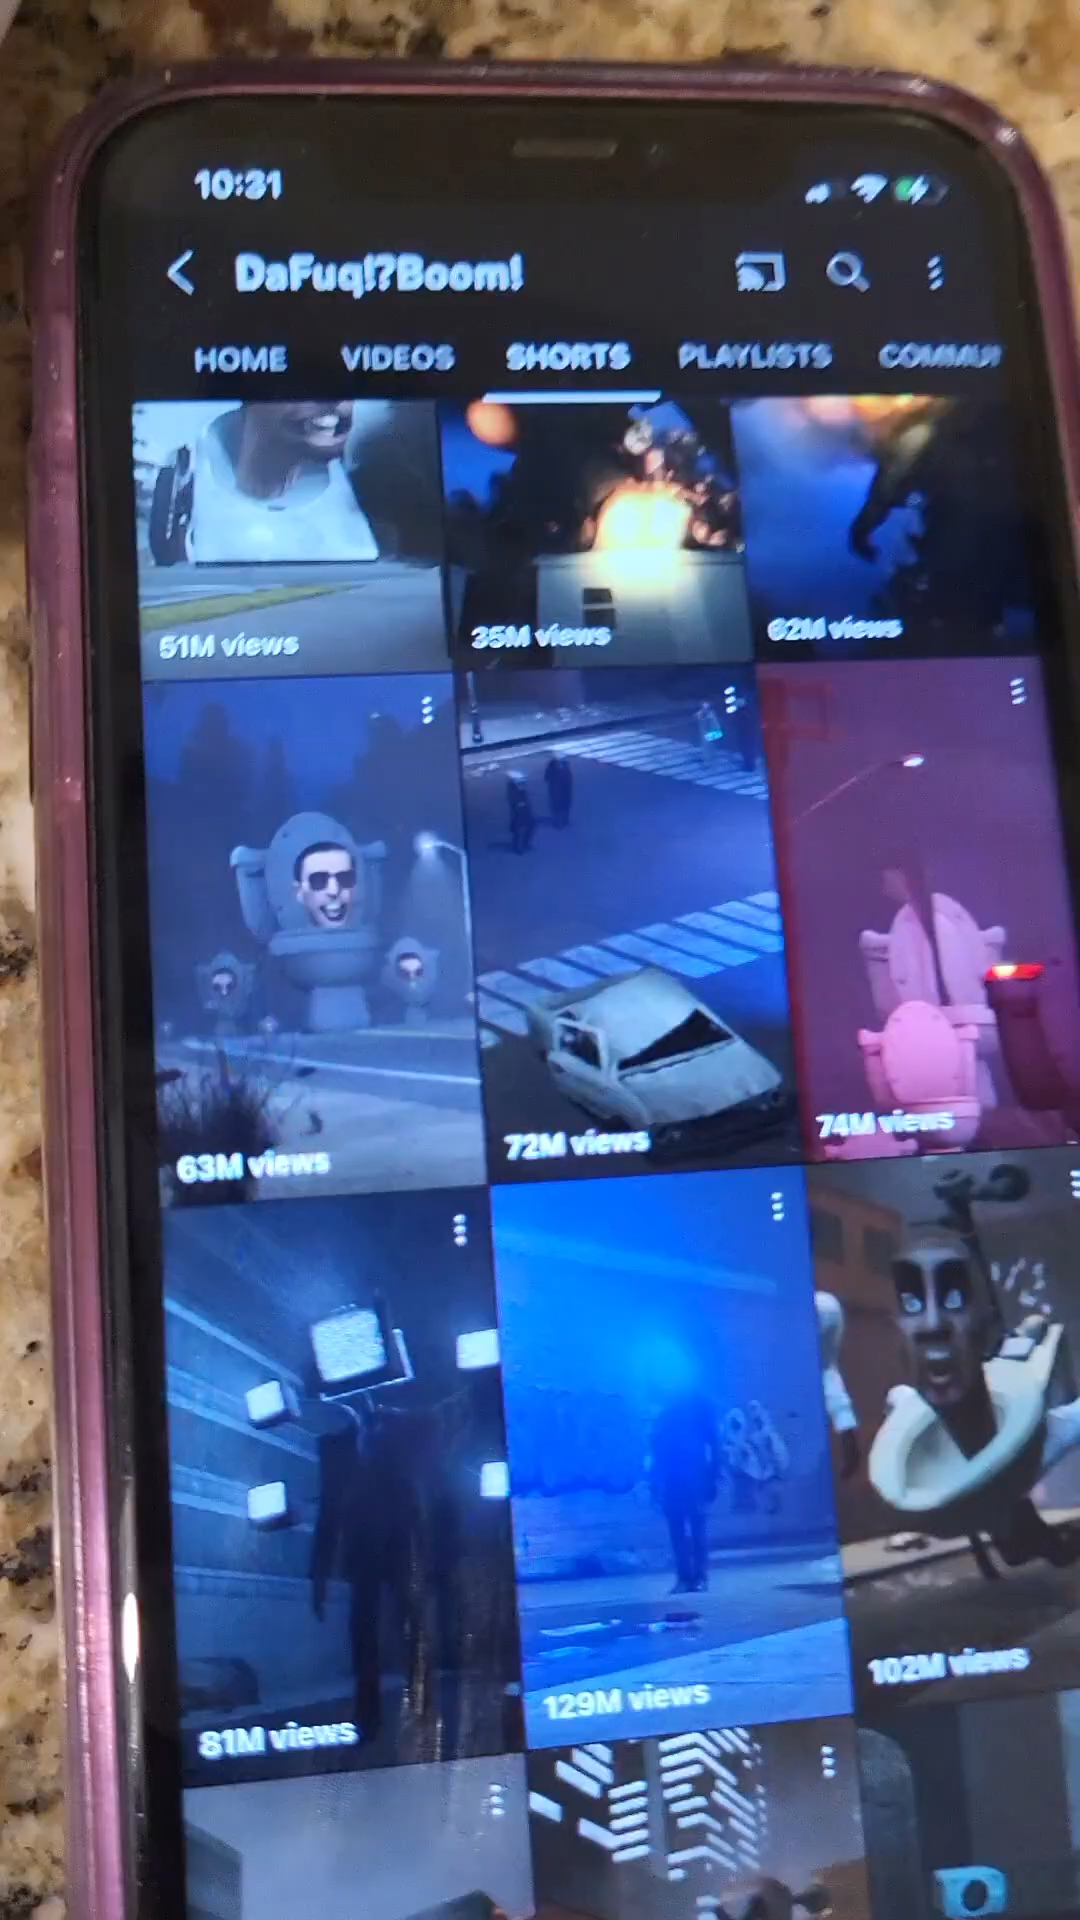 10:31
DaFuq!?Boom!
HOME VIDEOS SHORTS PLAYLISTS COMMU
51M views 35M views 62M views
63M views 72M views 74M views
81M views 129M views 102M views